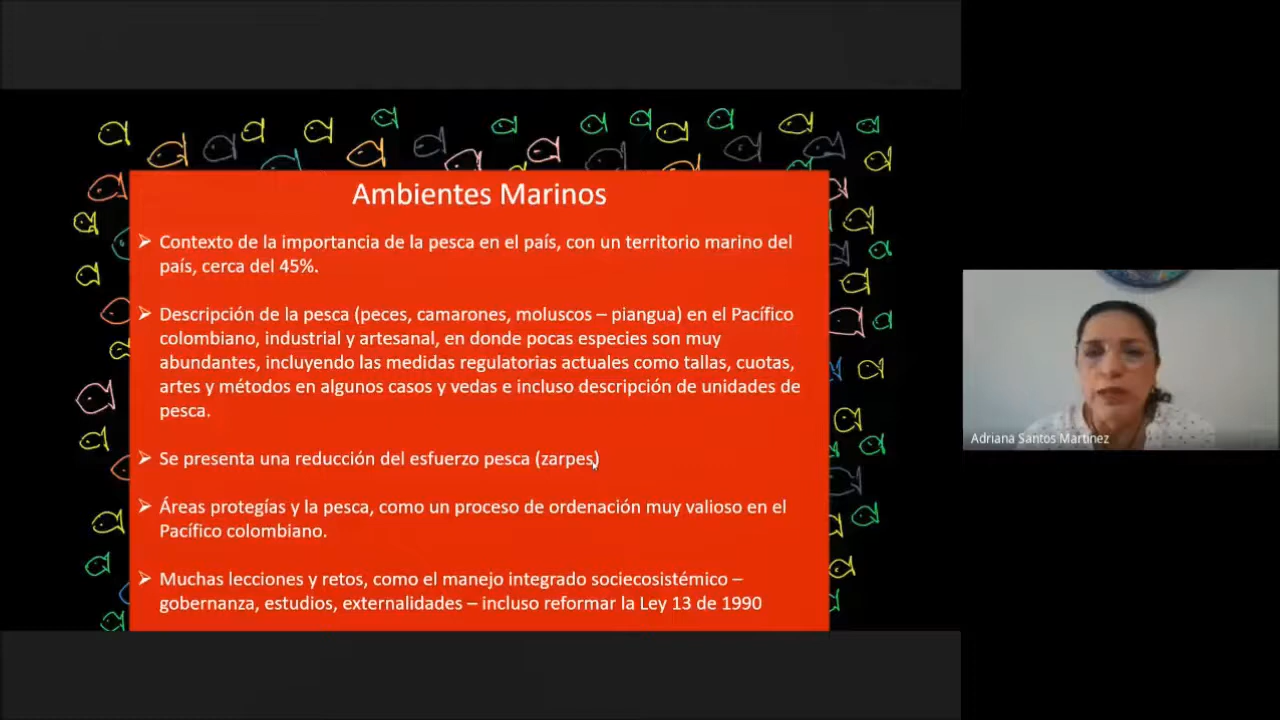 Ambientes Marinos
➢ Contexto de la importancia de la pesca en el país, con un territorio marino del
país, cerca del 45%.
➢ Descripción de la pesca (peces, camarones, moluscos – piangua) en el Pacífico
colombiano, industrial y artesanal, en donde pocas especies son muy
abundantes, incluyendo las medidas regulatorias actuales como tallas, cuotas,
artes y métodos en algunos casos y vedas e incluso descripción de unidades de
pesca.
➢ Se presenta una reducción del esfuerzo pesca (zarpes)
➢ Áreas protegías y la pesca, como un proceso de ordenación muy valioso en el
Pacífico colombiano.
➢ Muchas lecciones y retos, como el manejo integrado sociecosistémico –
gobernanza, estudios, externalidades – incluso reformar la Ley 13 de 1990
Adriana Santos Martínez